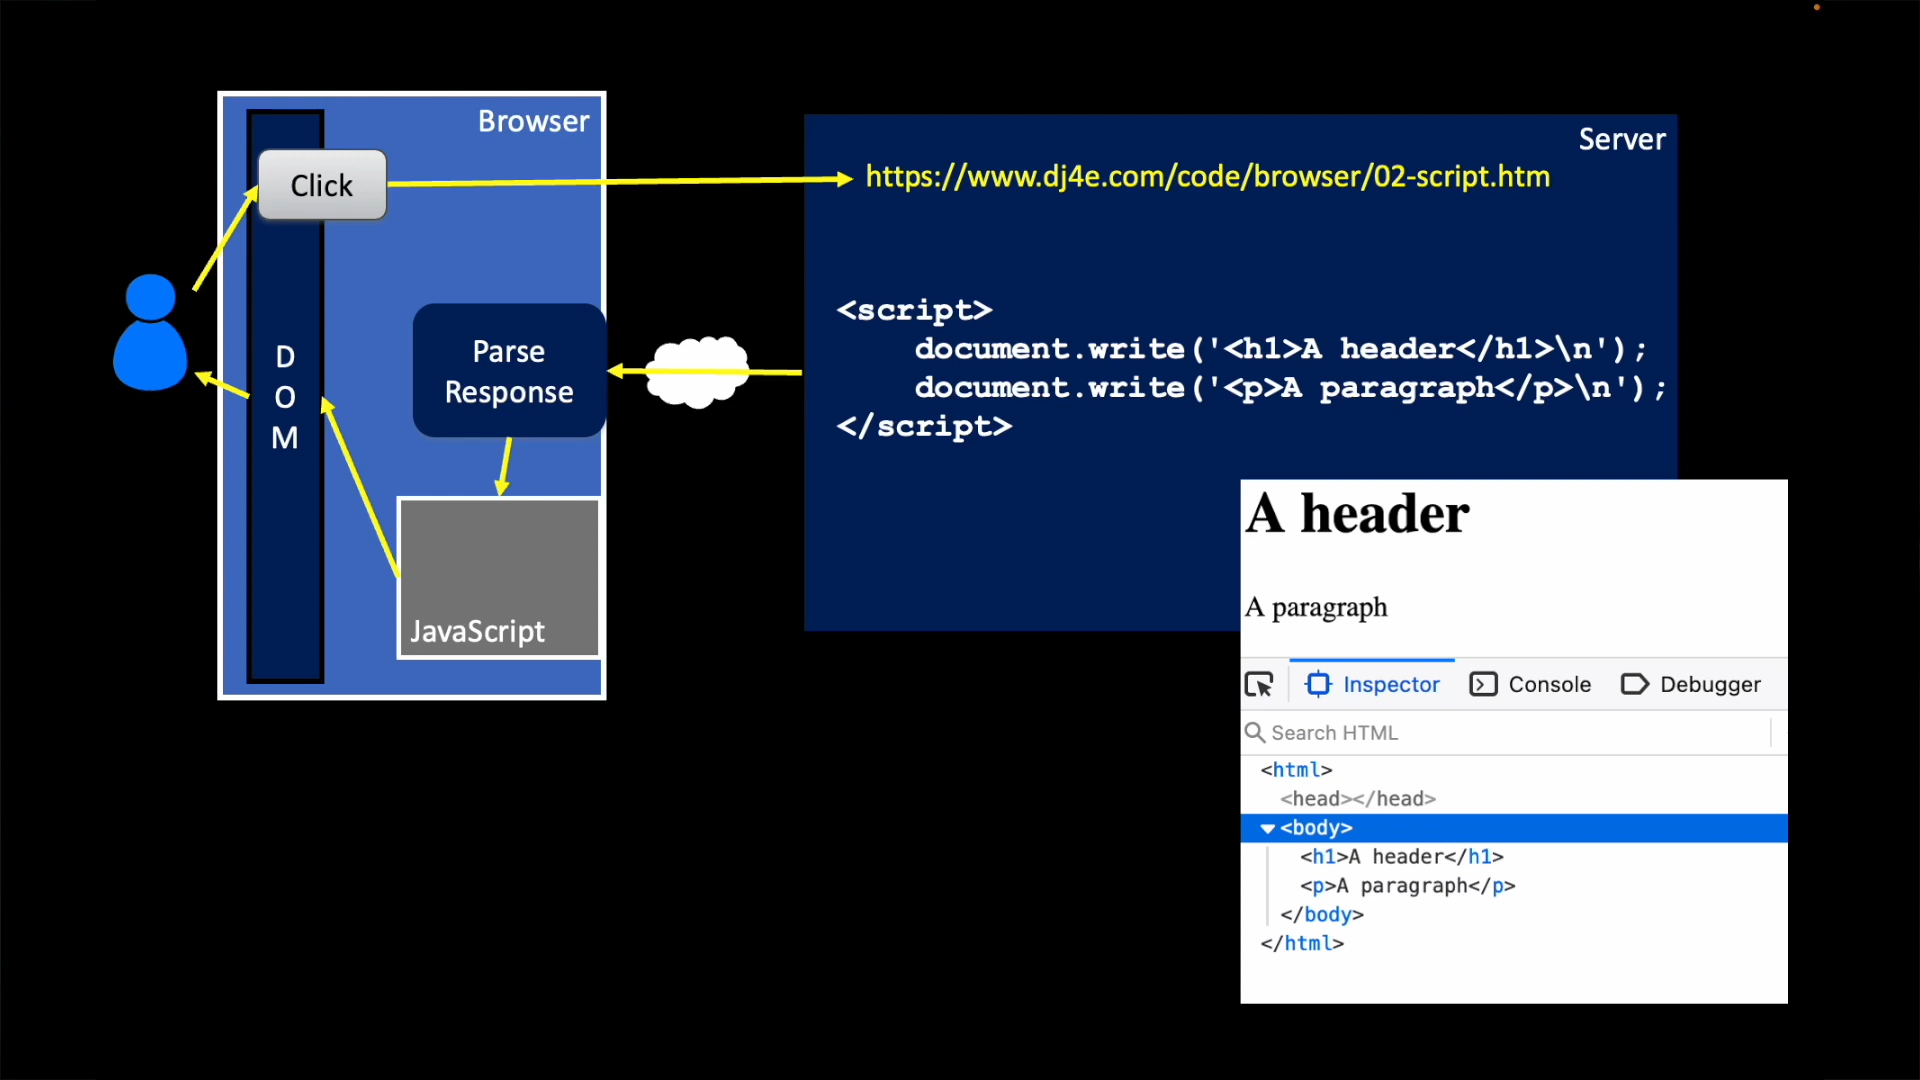 Browser
Click
D
O
M
Parse
Response
JavaScript
Server
https://www.dj4e.com/code/browser/02-script.htm
<script>
    document.write('<h1>A header</h1>\n');
    document.write('<p>A paragraph</p>\n');
</script>
A header
A paragraph
Inspector Console Debugger
Search HTML
<html>
<head></head>
<body>
<h1>A header</h1>
<p>A paragraph</p>
</body>
</html>